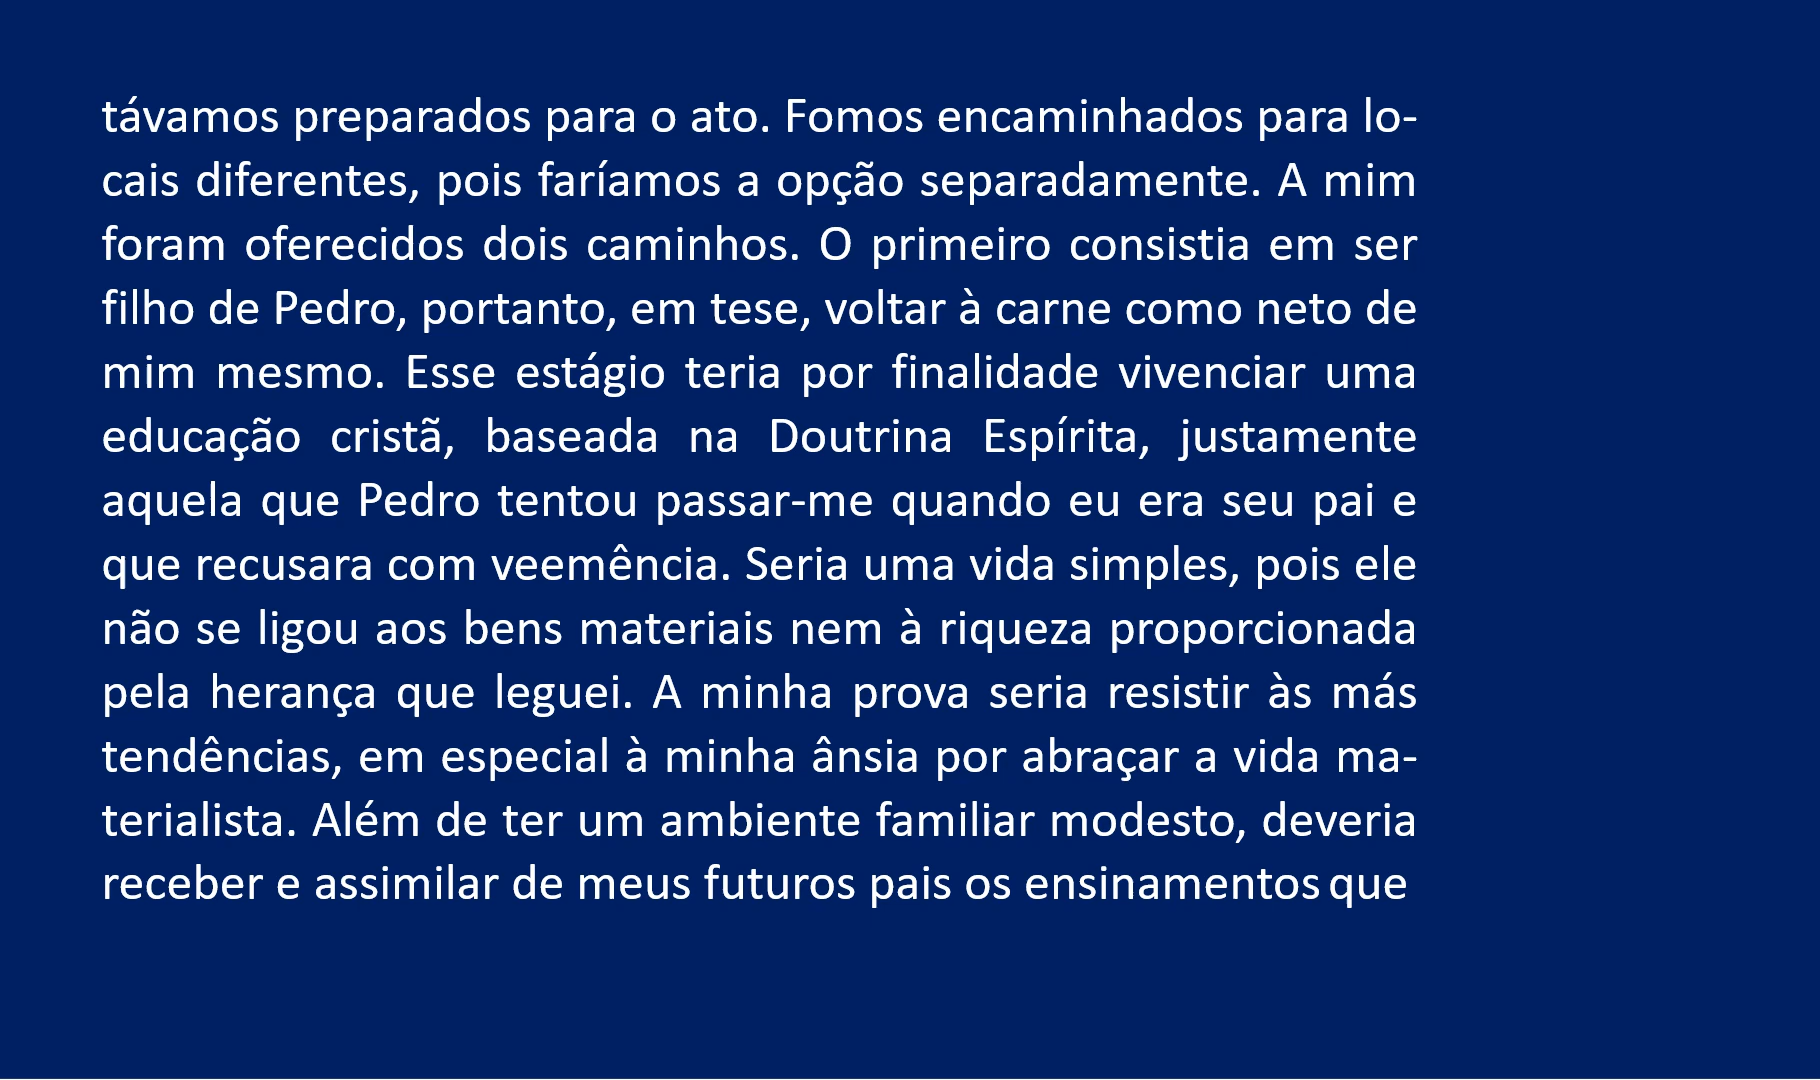 távamos preparados para o ato. Fomos encaminhados para lo-
cais diferentes, pois faríamos a opção separadamente. A mim
foram oferecidos dois caminhos. O primeiro consistia em ser
filho de Pedro, portanto, em tese, voltar à carne como neto de
mim mesmo. Esse estágio teria por finalidade vivenciar uma
educação cristã, baseada na Doutrina Espírita, justamente
aquela que Pedro tentou passar-me quando eu era seu pai e
que recusara com veemência. Seria uma vida simples, pois ele
não se ligou aos bens materiais nem à riqueza proporcionada
pela herança que leguei. A minha prova seria resistir às más
tendências, em especial à minha ânsia por abraçar a vida ma-
terialista. Além de ter um ambiente familiar modesto, deveria
receber e assimilar de meus futuros pais os ensinamentos que